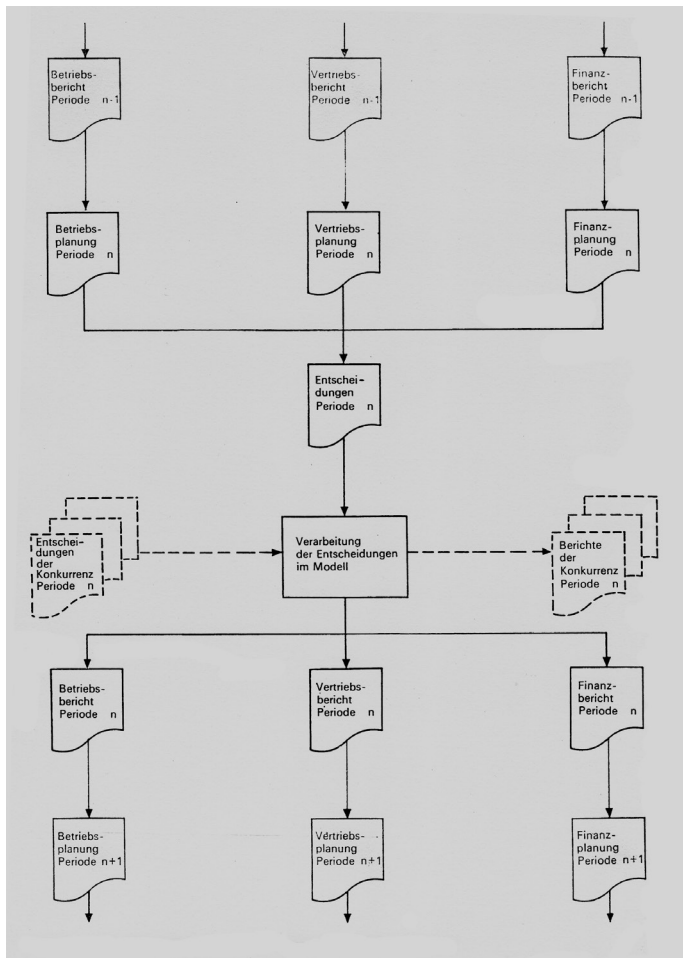 Betriebs-
bericht
Periode n-1
Vertriebs-
bericht
Periode n-1
Finanz-
bericht
Periode n-1
Betriebs-
planung
Periode n
Vertriebs-
planung
Periode n
Finanz-
planung
Periode n
Entschei-
dungen
Periode n
Entschei-
dungen
der
Konkurrenz
Periode n
Verarbeitung
der Entscheidungen
im Modell
Berichte
der
Konkurrenz
Periode n
Betriebs-
bericht
Periode n
Vertriebs-
bericht
Periode n
Finanz-
bericht
Periode n
Betriebs-
planung
Periode n+1
Vertriebs-
planung
Periode n+1
Finanz-
planung
Periode n+1